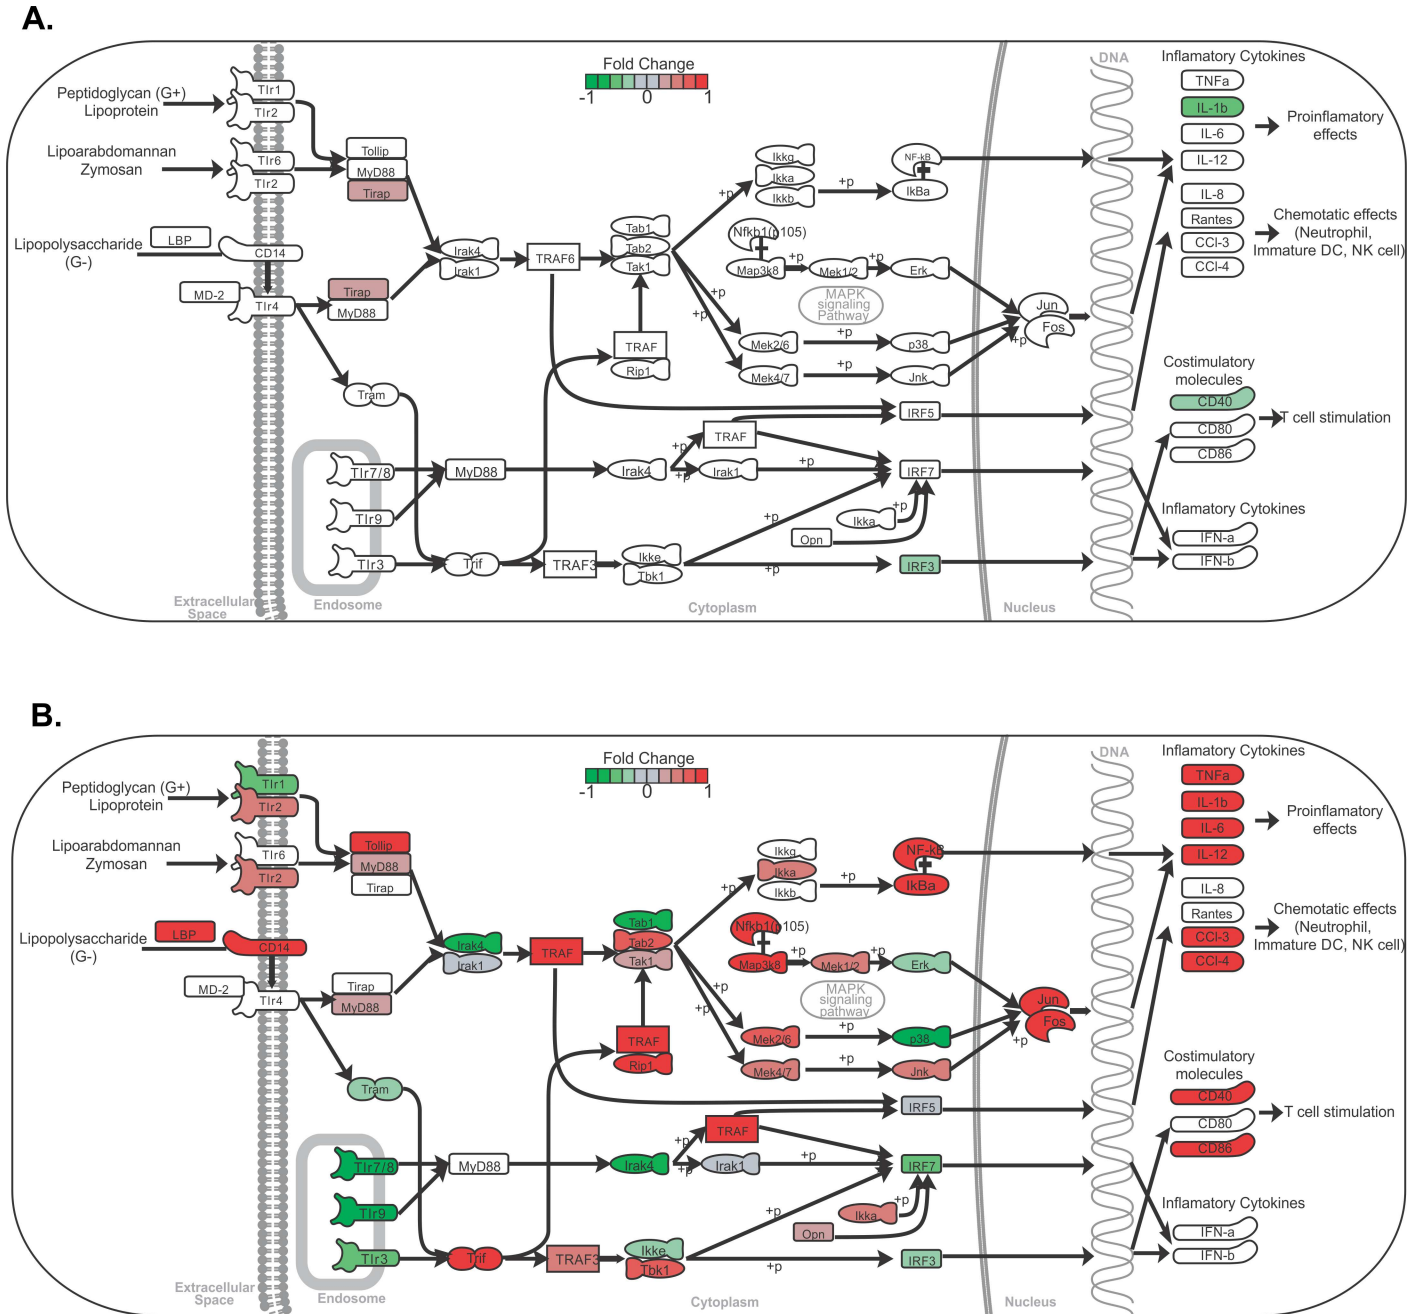 A.
Fold Change
-1 0 1
DNA
Inflamatory Cytokines
TNFa
IL-1b
IL-6
IL-12
Proinflamatory
effects
IL-8
Rantes
CCl-3
CCl-4
Chemotatic effects
(Neutrophil,
Immature DC, NK cell)
Peptidoglycan (G+)
Lipoprotein
Tlr1
Tlr2
Lipoarabdomannan
Zymosan
Tlr6
Tlr2
Tollip
MyD88
Tirap
Lipopolysaccharide
(G-)
LBP
CD14
MD-2
Tlr4
Tirap
MyD88
Irak4
Irak1
TRAF6
Tab1
Tab2
Tak1
TRAF
Rip1
+p
Ikkg
Ikka
Ikkb
+p
NF-kB
IkBa
Nfkb1(p105)
Map3k8
+p
Mek1/2
+p
Erk
MAPK
signaling
Pathway
+p
+p
Mek2/6
+p
p38
Mek4/7
+p
Jnk
Jun
Fos
+p
Tram
IRF5
Costimulatory
molecules
CD40
CD80
CD86
T cell stimulation
Tlr7/8
MyD88
Irak4
+p
TRAF
+p
Irak1
+p
IRF7
Tlr9
Ikka
+p
Opn
+p
Tlr3
Trif
TRAF3
Ikke
Tbk1
+p
IRF3
Inflamatory Cytokines
IFN-a
IFN-b
Extracellular
Space
Endosome
Cytoplasm
Nucleus
B.
Fold Change
-1 0 1
DNA
Inflamatory Cytokines
TNFa
IL-1b
IL-6
IL-12
Proinflamatory
effects
IL-8
Rantes
CCl-3
CCl-4
Chemotatic effects
(Neutrophil,
Immature DC, NK cell)
Peptidoglycan (G+)
Lipoprotein
Tlr1
Tlr2
Lipoarabdomannan
Zymosan
Tlr6
Tlr2
Tollip
MyD88
Tirap
Lipopolysaccharide
(G-)
LBP
CD14
MD-2
Tlr4
Tirap
MyD88
Irak4
Irak1
TRAF
Tab1
Tab2
Tak1
TRAF
Rip1
+p
Ikkg
Ikka
Ikkb
+p
NF-kB
IkBa
Nfkb1(p105)
Map3k8
+p
Mek1/2
+p
Erk
MAPK
signaling
pathway
+p
+p
Mek2/6
+p
p38
Mek4/7
+p
Jnk
Jun
Fos
+p
Tram
IRF5
Costimulatory
molecules
CD40
CD80
CD86
T cell stimulation
Tlr7/8
MyD88
Irak4
+p
TRAF
+p
Irak1
+p
IRF7
Tlr9
Ikka
+p
Opn
+p
Tlr3
Trif
TRAF3
Ikke
Tbk1
+p
IRF3
Inflamatory Cytokines
IFN-a
IFN-b
Extracellular
Space
Endosome
Cytoplasm
Nucleus